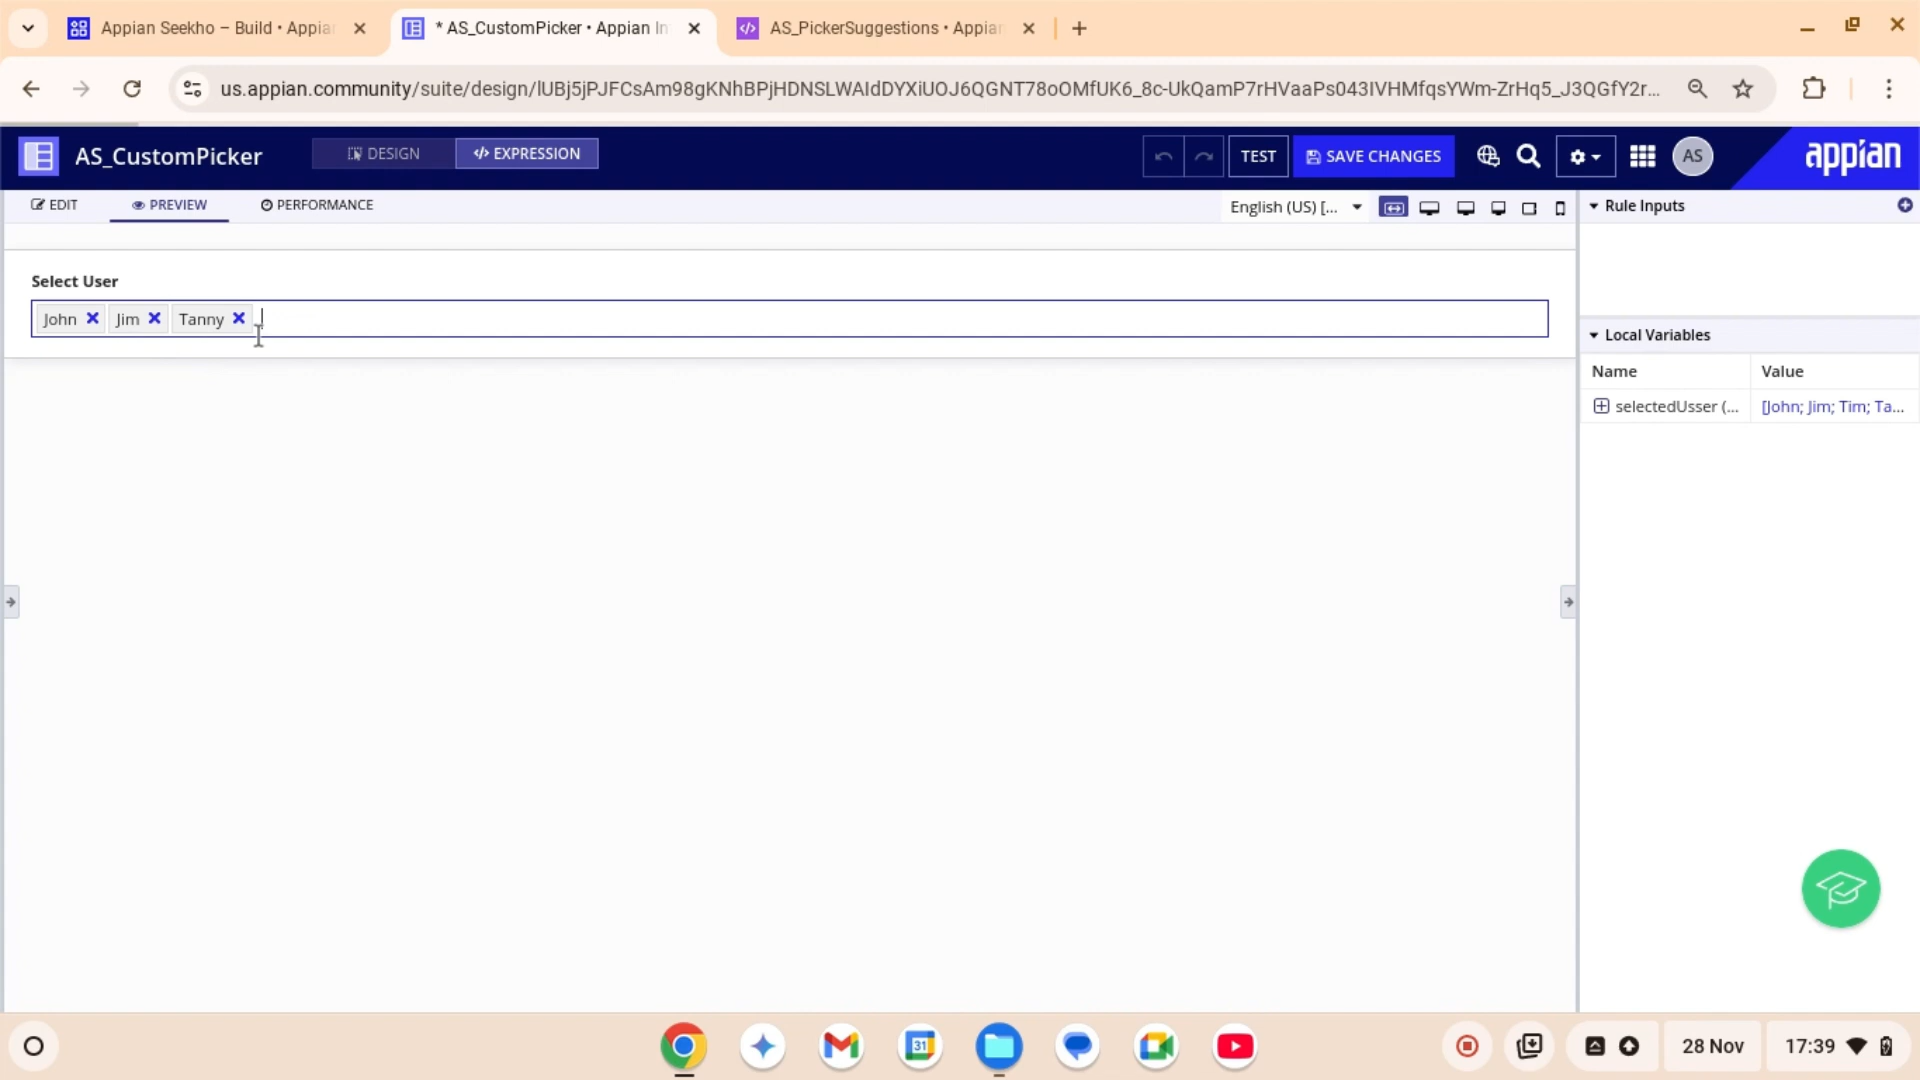 Appian Seekho – Build • Appia
* AS_CustomPicker • Appian In
AS_PickerSuggestions • Appian
us.appian.community/suite/design/lUBj5jPJFCsAm98gKNhBPjHDNSLWAIdDYXiUOJ6QGNT78oOMfUK6_8c-UkQamP7rHVaaPs043IVHMfqsYWm-ZrHq5_J3QGfY2r...
AS_CustomPicker
DESIGN
</> EXPRESSION
TEST
SAVE CHANGES
AS
appian
EDIT
PREVIEW
PERFORMANCE
English (US) [...
Rule Inputs
Select User
John
Jim
Tanny
Local Variables
Name
Value
selectedUsser (...
[John; Jim; Tim; Ta...
31
28 Nov
17:39